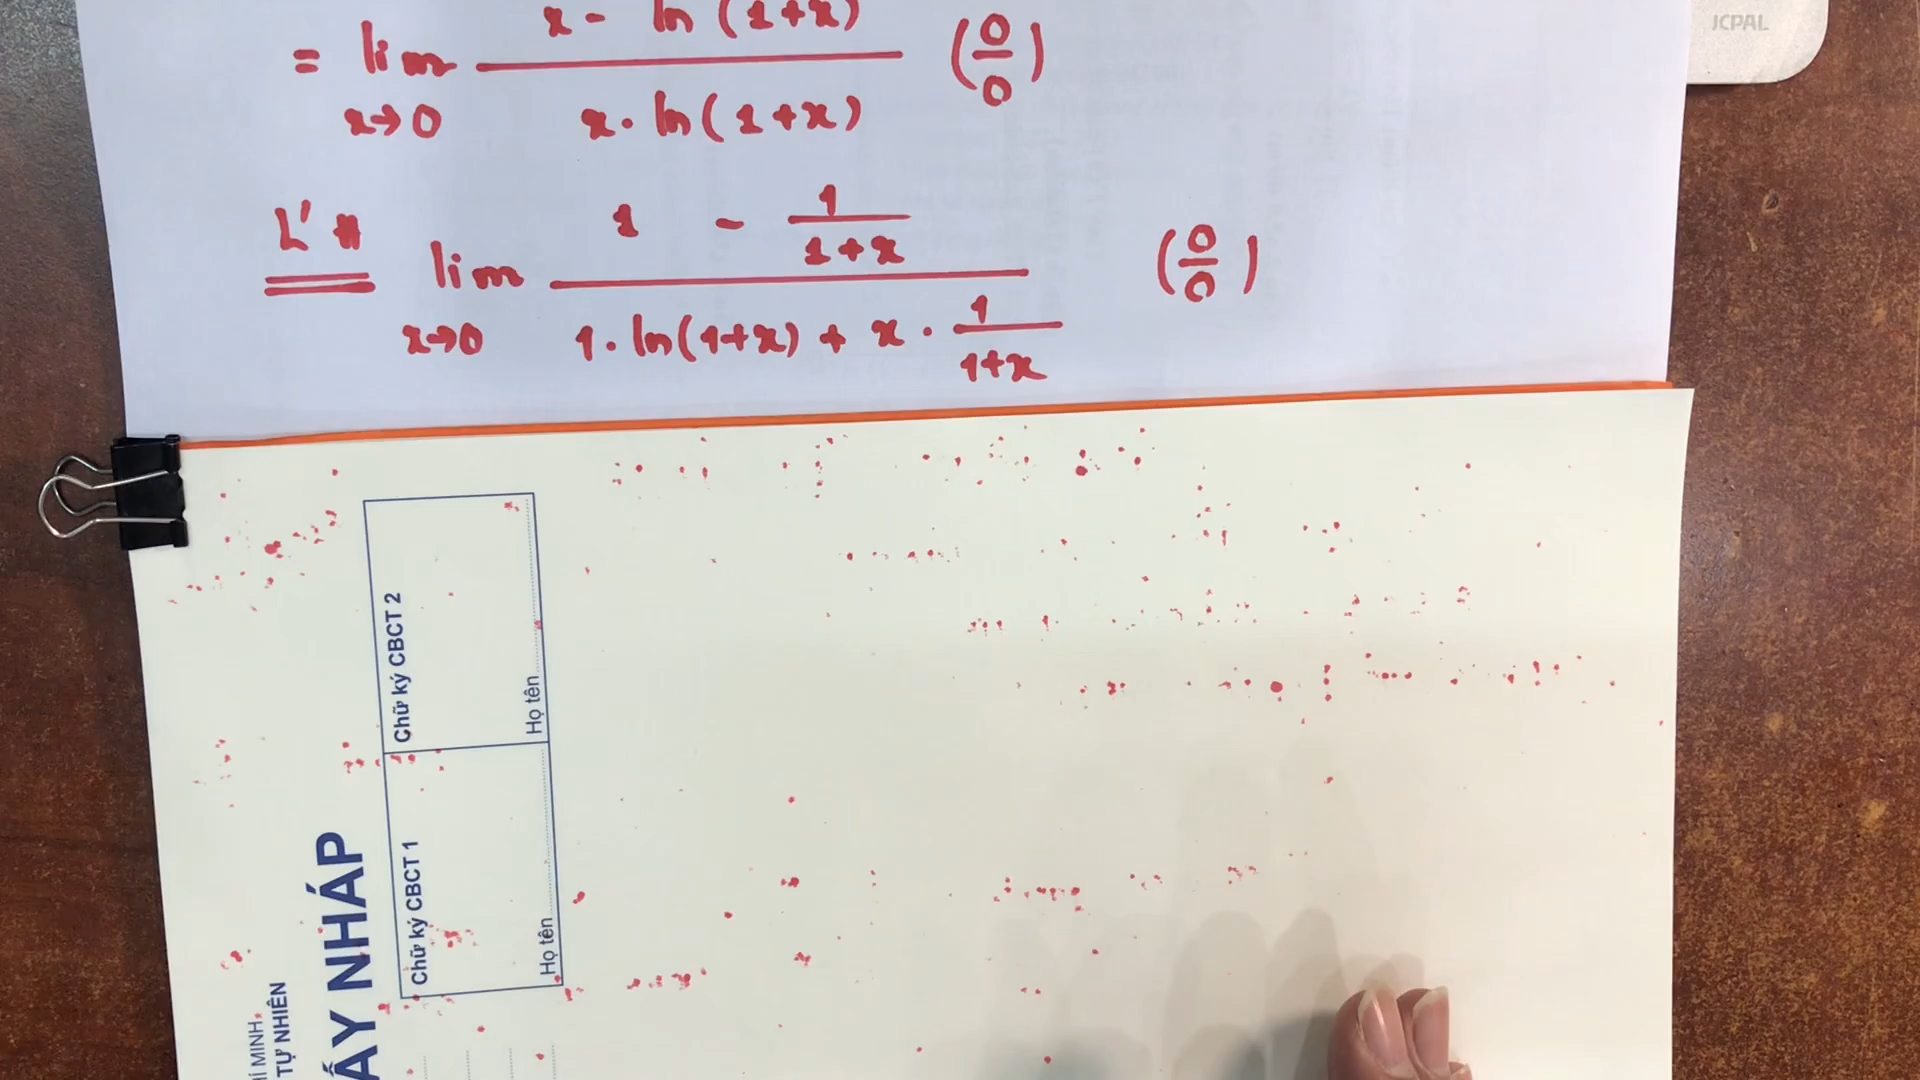 JCPAL
= lim x - ln (1+x) / x . ln (1+x) (0/0)
x→0
L'H lim 1 - 1/(1+x) / 1 . ln(1+x) + x . 1/(1+x) (0/0)
x→0
Chữ ký CBCT 2
Họ tên
Chữ ký CBCT 1
Họ tên
ẤY NHÁP
TỰ NHIÊN
Í MINH